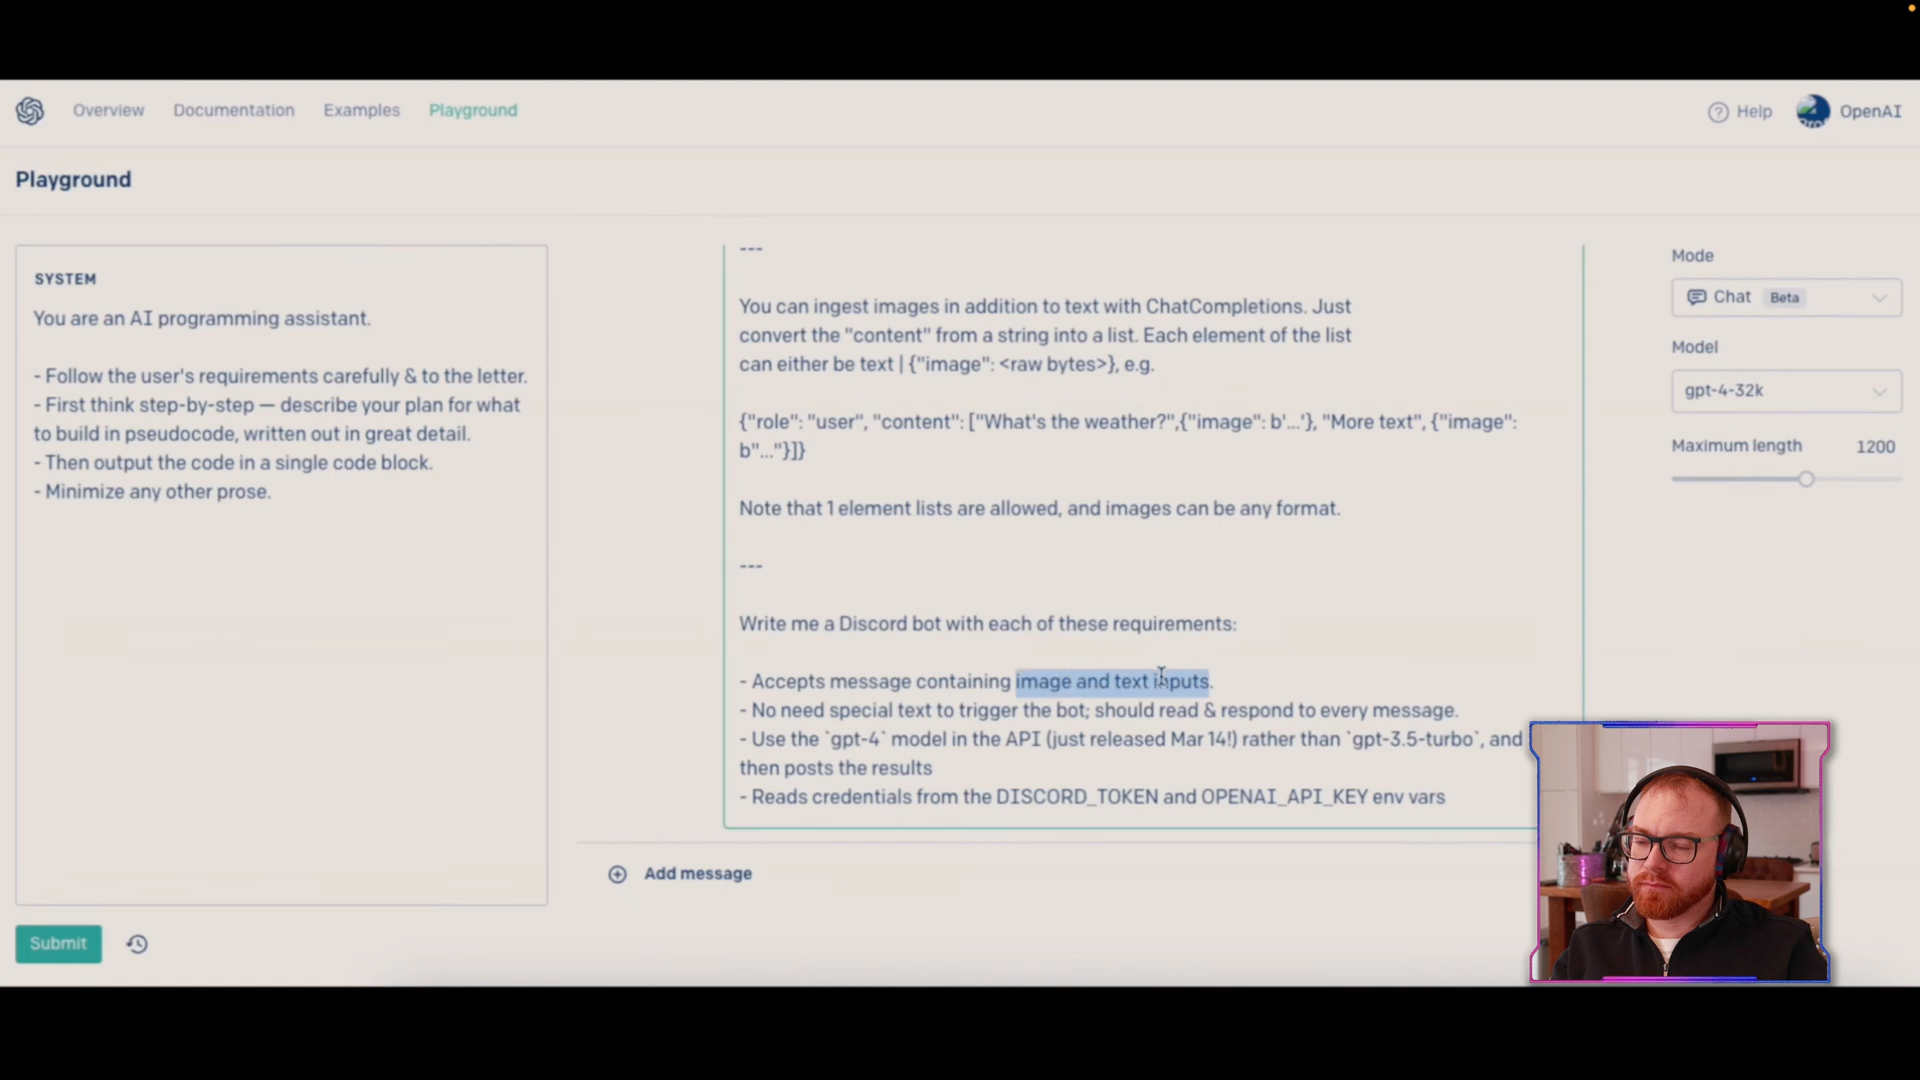 Overview Documentation Examples Playground
Help OpenAI
Playground
SYSTEM
You are an AI programming assistant.
- Follow the user's requirements carefully & to the letter.
- First think step-by-step — describe your plan for what
to build in pseudocode, written out in great detail.
- Then output the code in a single code block.
- Minimize any other prose.
---
You can ingest images in addition to text with ChatCompletions. Just
convert the "content" from a string into a list. Each element of the list
can either be text | {"image": <raw bytes>}, e.g.
{"role": "user", "content": ["What's the weather?",{"image": b'...'}, "More text", {"image":
b"..."}]}
Note that 1 element lists are allowed, and images can be any format.
---
Write me a Discord bot with each of these requirements:
- Accepts message containing image and text inputs.
- No need special text to trigger the bot; should read & respond to every message.
- Use the `gpt-4` model in the API (just released Mar 14!) rather than `gpt-3.5-turbo`, and
then posts the results
- Reads credentials from the DISCORD_TOKEN and OPENAI_API_KEY env vars
Add message
Submit
Mode
Chat Beta
Model
gpt-4-32k
Maximum length 1200